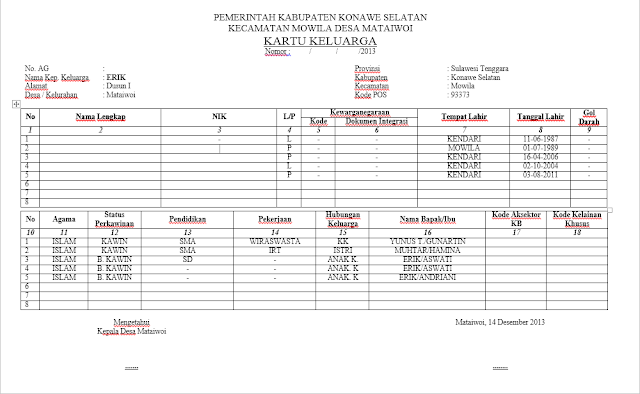 PEMERINTAH KABUPATEN KONAWE SELATAN
KECAMATAN MOWILA DESA MATAIWOI
KARTU KELUARGA
Nomor : / / /2013
No. AG : Provinsi : Sulawesi Tenggara
Nama Kep. Keluarga : ERIK Kabupaten : Konawe Selatan
Alamat : Dusun I Kecamatan : Mowila
Desa / Kelurahan : Mataiwoi Kode POS : 93373
No Nama Lengkap NIK L/P Kewarganegaraan Tempat Lahir Tanggal Lahir Gol Darah
Kode Dokumen Integrasi
1 2 3 4 5 6 7 8 9
1 - L - - KENDARI 11-06-1987 -
2 P - - MOWILA 01-07-1989 -
3 P - - KENDARI 16-04-2006 -
4 L - - KENDARI 02-10-2004 -
5 P - - KENDARI 03-08-2011 -
6
7
8
No Agama Status Perkawinan Pendidikan Pekerjaan Hubungan Keluarga Nama Bapak/Ibu Kode Aksektor KB Kode Kelainan Khusus
10 11 12 13 14 15 16 17 18
1 ISLAM KAWIN SMA WIRASWASTA KK YUNUS T./GUNARTIN
2 ISLAM KAWIN SMA IRT ISTRI MUHTAR/HAMINA
3 ISLAM B. KAWIN SD - ANAK K. ERIK/ASWATI
4 ISLAM B. KAWIN - - ANAK. K ERIK/ASWATI
5 ISLAM B. KAWIN - - ANAK. K ERIK/ANDRIANI
6
7
8
Mengetahui Mataiwoi, 14 Desember 2013
Kepala Desa Mataiwoi